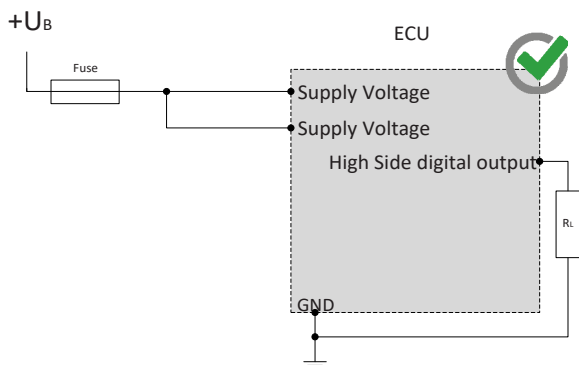 +UB
ECU
Fuse
Supply Voltage
Supply Voltage
High Side digital output
RL
GND